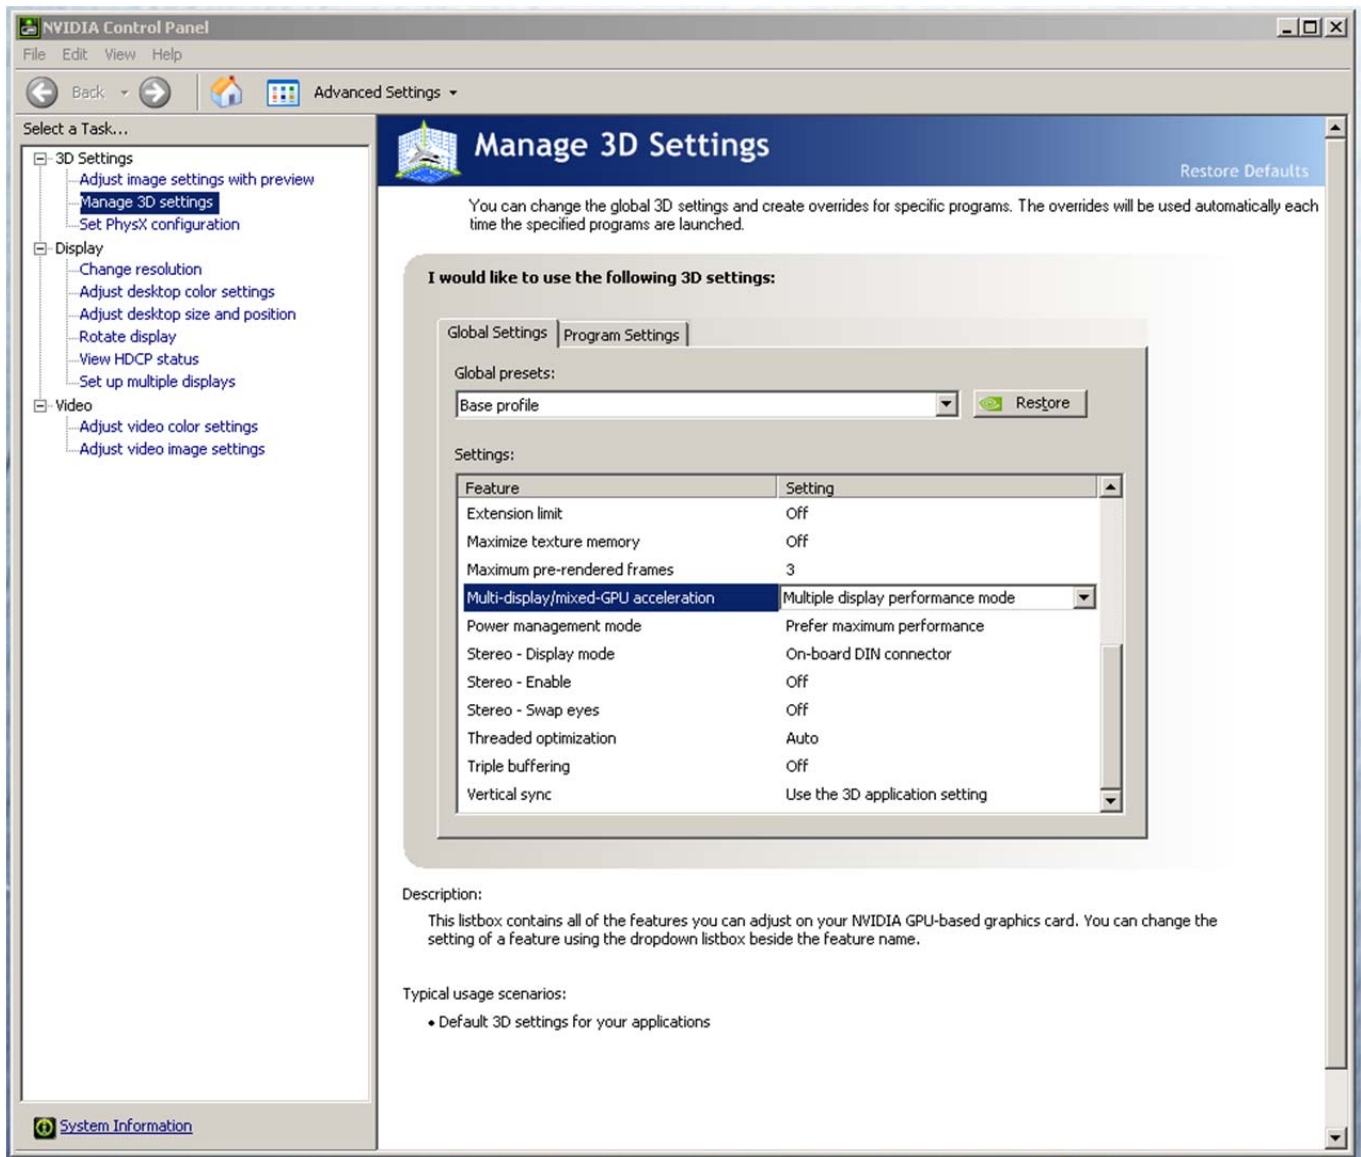 NVIDIA Control Panel
File Edit View Help
Back Advanced Settings
Select a Task...
3D Settings
Adjust image settings with preview
Manage 3D settings
Set PhysX configuration
Display
Change resolution
Adjust desktop color settings
Adjust desktop size and position
Rotate display
View HDCP status
Set up multiple displays
Video
Adjust video color settings
Adjust video image settings
System Information
Manage 3D Settings
Restore Defaults
You can change the global 3D settings and create overrides for specific programs. The overrides will be used automatically each
time the specified programs are launched.
I would like to use the following 3D settings:
Global Settings Program Settings
Global presets:
Base profile Restore
Settings:
Feature Setting
Extension limit Off
Maximize texture memory Off
Maximum pre-rendered frames 3
Multi-display/mixed-GPU acceleration Multiple display performance mode
Power management mode Prefer maximum performance
Stereo - Display mode On-board DIN connector
Stereo - Enable Off
Stereo - Swap eyes Off
Threaded optimization Auto
Triple buffering Off
Vertical sync Use the 3D application setting
Description:
This listbox contains all of the features you can adjust on your NVIDIA GPU-based graphics card. You can change the
setting of a feature using the dropdown listbox beside the feature name.
Typical usage scenarios:
• Default 3D settings for your applications